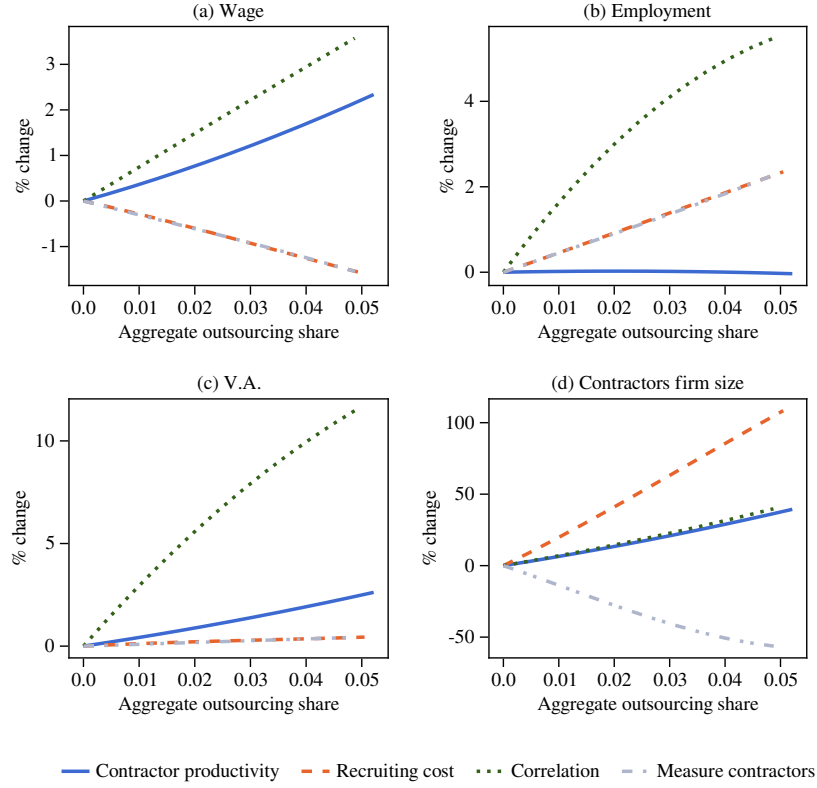 (a) Wage
% change
3
2
1
0
-1
0.0 0.01 0.02 0.03 0.04 0.05
Aggregate outsourcing share
(b) Employment
% change
4
2
0
0.0 0.01 0.02 0.03 0.04 0.05
Aggregate outsourcing share
(c) V.A.
% change
10
5
0
0.0 0.01 0.02 0.03 0.04 0.05
Aggregate outsourcing share
(d) Contractors firm size
% change
100
50
0
-50
0.0 0.01 0.02 0.03 0.04 0.05
Aggregate outsourcing share
Contractor productivity Recruiting cost Correlation Measure contractors